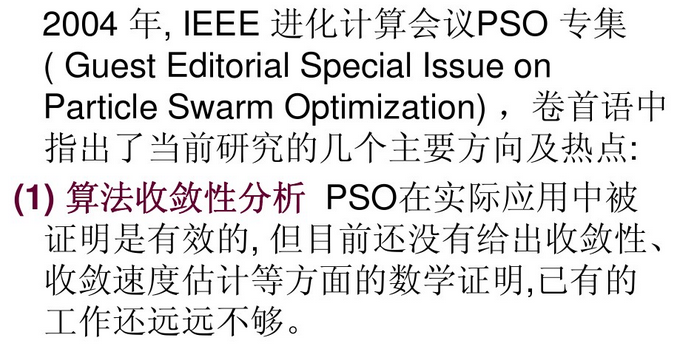 2004 年, IEEE 进化计算会议PSO 专集
( Guest Editorial Special Issue on
Particle Swarm Optimization) ，卷首语中
指出了当前研究的几个主要方向及热点:
(1) 算法收敛性分析 PSO在实际应用中被
证明是有效的, 但目前还没有给出收敛性、
收敛速度估计等方面的数学证明,已有的
工作还远远不够。